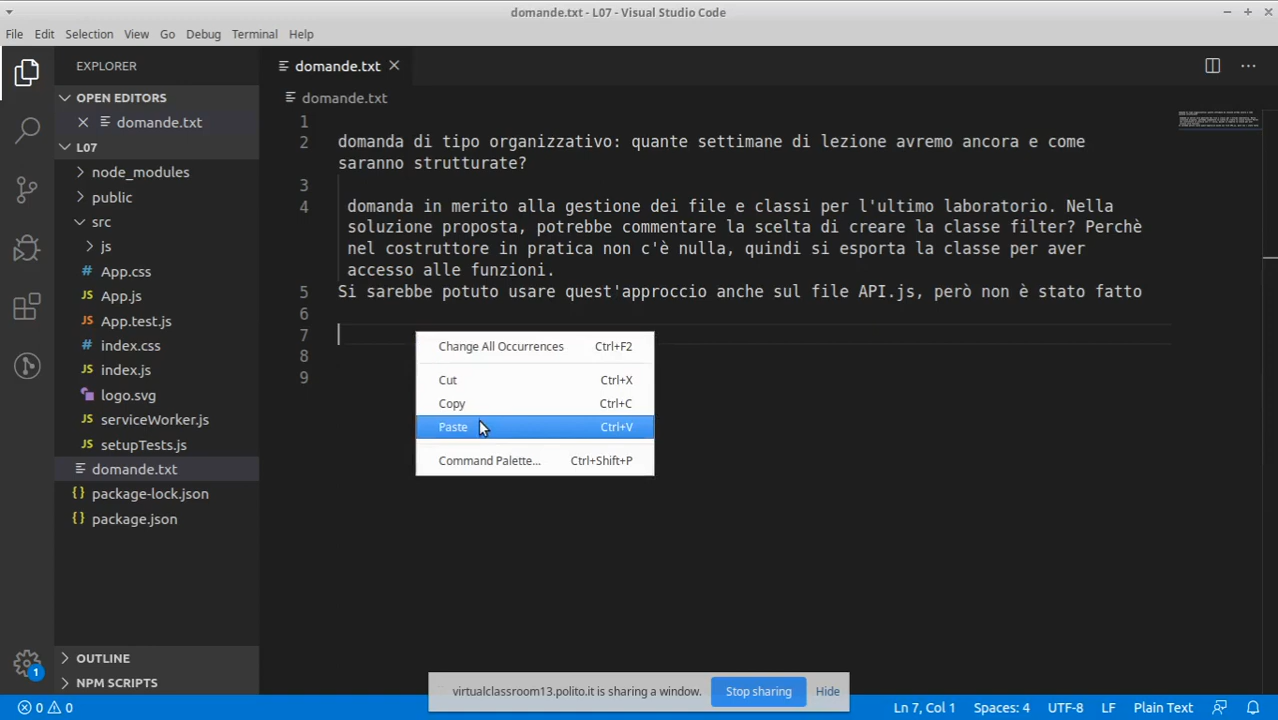 domande.txt - L07 - Visual Studio Code
File Edit Selection View Go Debug Terminal Help
EXPLORER
OPEN EDITORS
domande.txt
L07
node_modules
public
src
js
App.css
App.js
App.test.js
index.css
index.js
logo.svg
serviceWorker.js
setupTests.js
domande.txt
package-lock.json
package.json
OUTLINE
NPM SCRIPTS
domande.txt
domande.txt
1
2 domanda di tipo organizzativo: quante settimane di lezione avremo ancora e come
saranno strutturate?
3
4 domanda in merito alla gestione dei file e classi per l'ultimo laboratorio. Nella
soluzione proposta, potrebbe commentare la scelta di creare la classe filter? Perchè
nel costruttore in pratica non c'è nulla, quindi si esporta la classe per aver
accesso alle funzioni.
5 Si sarebbe potuto usare quest'approccio anche sul file API.js, però non è stato fatto
6
7
8
9
Change All Occurrences Ctrl+F2
Cut Ctrl+X
Copy Ctrl+C
Paste Ctrl+V
Command Palette... Ctrl+Shift+P
virtualclassroom13.polito.it is sharing a window. Stop sharing Hide
1
0 0 Ln 7, Col 1 Spaces: 4 UTF-8 LF Plain Text